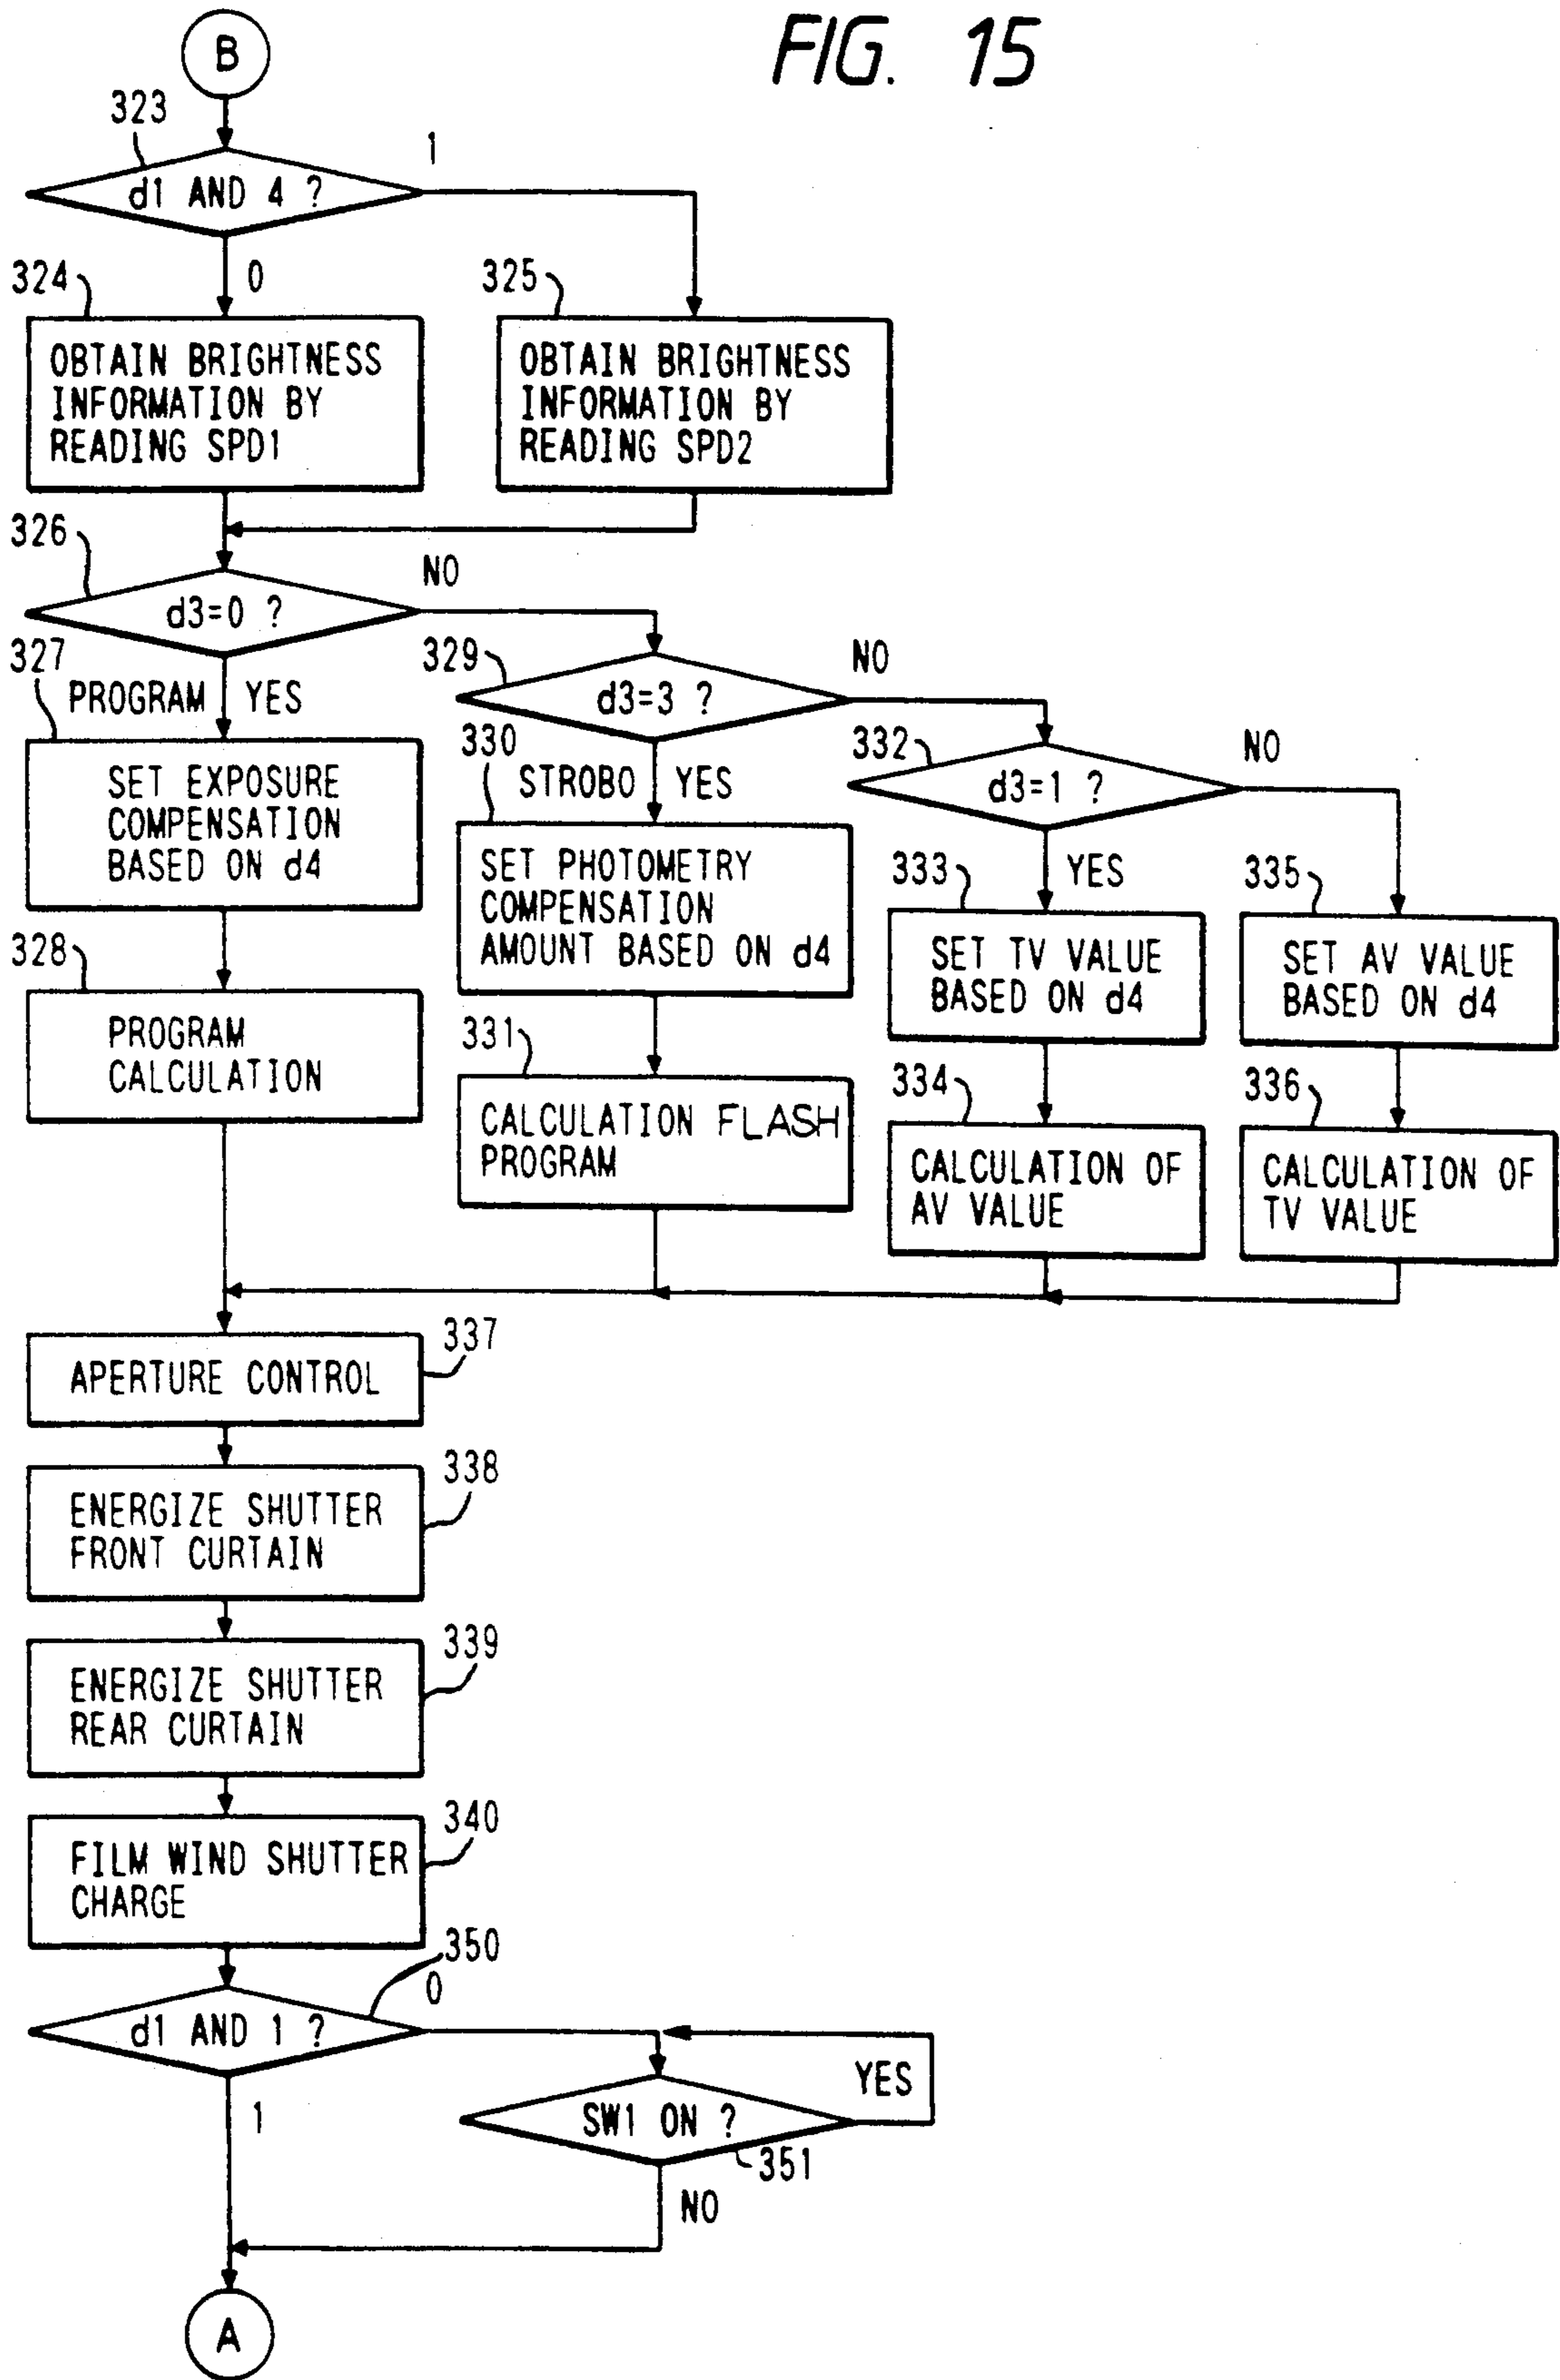 FIG. 15
B
323
1
d1 AND 4 ?
0
324
325
OBTAIN BRIGHTNESS
INFORMATION BY
READING SPD1
OBTAIN BRIGHTNESS
INFORMATION BY
READING SPD2
326
NO
d3=0 ?
327
PROGRAM YES
329
NO
d3=3 ?
SET EXPOSURE
COMPENSATION
BASED ON d4
330
STROBO YES
332
NO
d3=1 ?
SET PHOTOMETRY
COMPENSATION
AMOUNT BASED ON d4
333
YES
335
328
PROGRAM
CALCULATION
SET TV VALUE
BASED ON d4
SET AV VALUE
BASED ON d4
331
CALCULATION FLASH
PROGRAM
334
336
CALCULATION OF
AV VALUE
CALCULATION OF
TV VALUE
337
APERTURE CONTROL
338
ENERGIZE SHUTTER
FRONT CURTAIN
339
ENERGIZE SHUTTER
REAR CURTAIN
340
FILM WIND SHUTTER
CHARGE
350
0
d1 AND 1 ?
YES
1
SW1 ON ?
351
NO
A